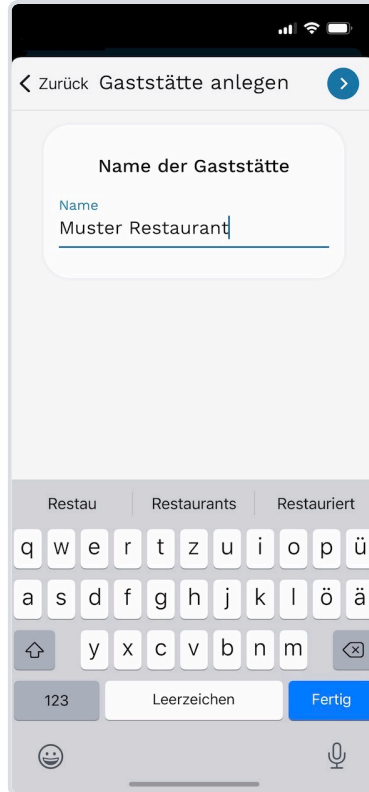 Zurück Gaststätte anlegen
Name der Gaststätte
Name
Muster Restaurant
Restau Restaurants Restauriert
q w e r t z u i o p ü
a s d f g h j k l ö ä
y x c v b n m
123 Leerzeichen Fertig